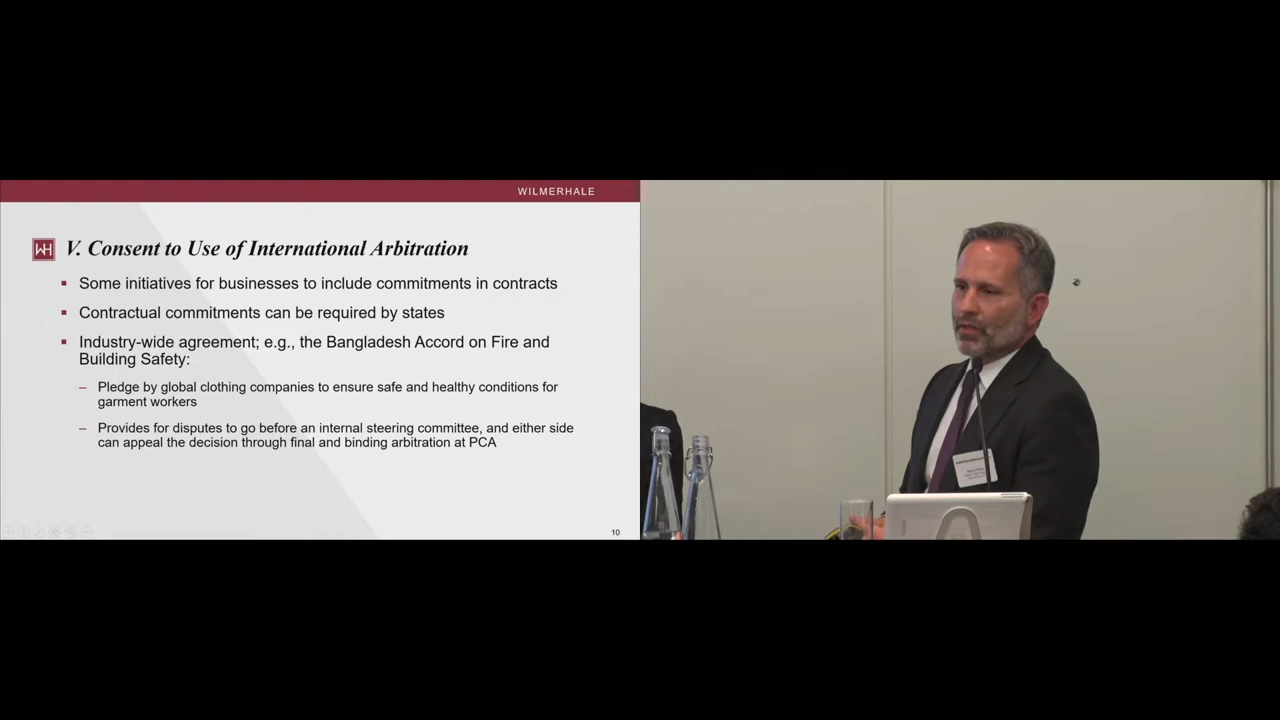 WILMERHALE
WH
V. Consent to Use of International Arbitration
▪ Some initiatives for businesses to include commitments in contracts
▪ Contractual commitments can be required by states
▪ Industry-wide agreement; e.g., the Bangladesh Accord on Fire and
Building Safety:
– Pledge by global clothing companies to ensure safe and healthy conditions for
garment workers
– Provides for disputes to go before an internal steering committee, and either side
can appeal the decision through final and binding arbitration at PCA
10